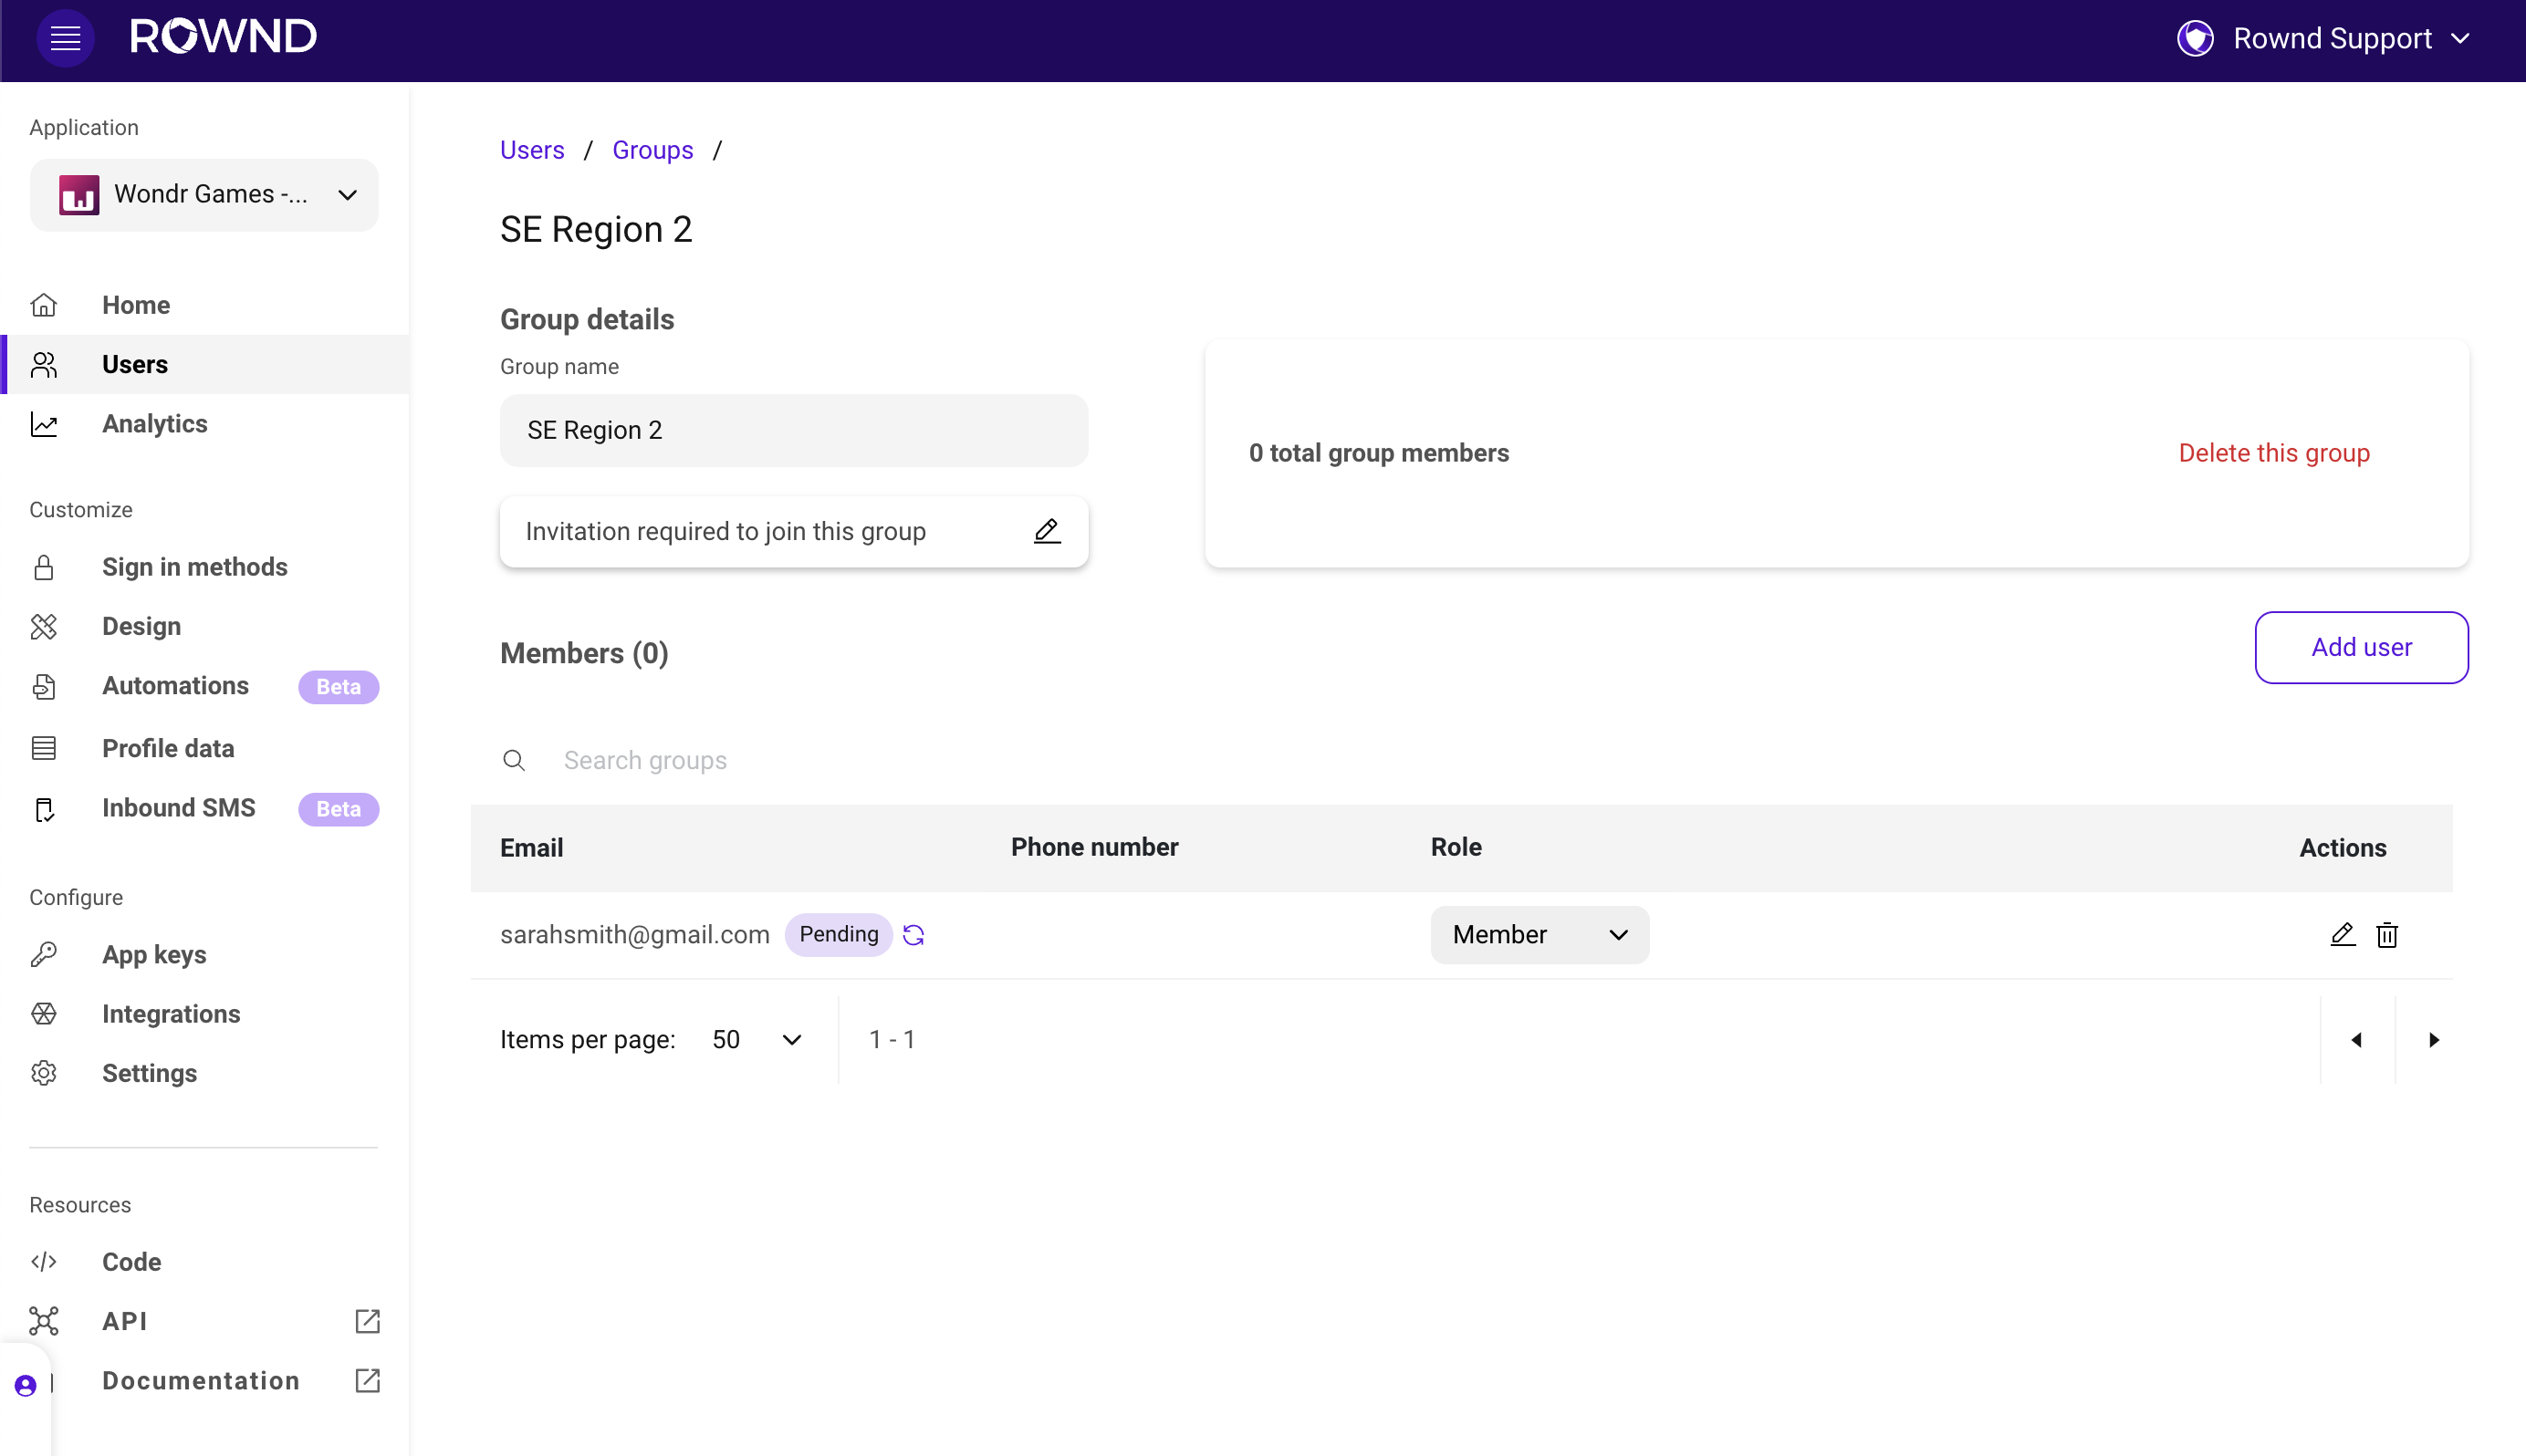 ROWND
Rownd Support
Application
Wondr Games -...
Home
Users
Analytics
Customize
Sign in methods
Design
Automations Beta
Profile data
Inbound SMS Beta
Configure
App keys
Integrations
Settings
Resources
Code
API
Documentation
Users / Groups /
SE Region 2
Group details
Group name
SE Region 2
Invitation required to join this group
0 total group members
Delete this group
Members (0)
Add user
Search groups
Email Phone number Role Actions
sarahsmith@gmail.com Pending Member
Items per page: 50 1 - 1